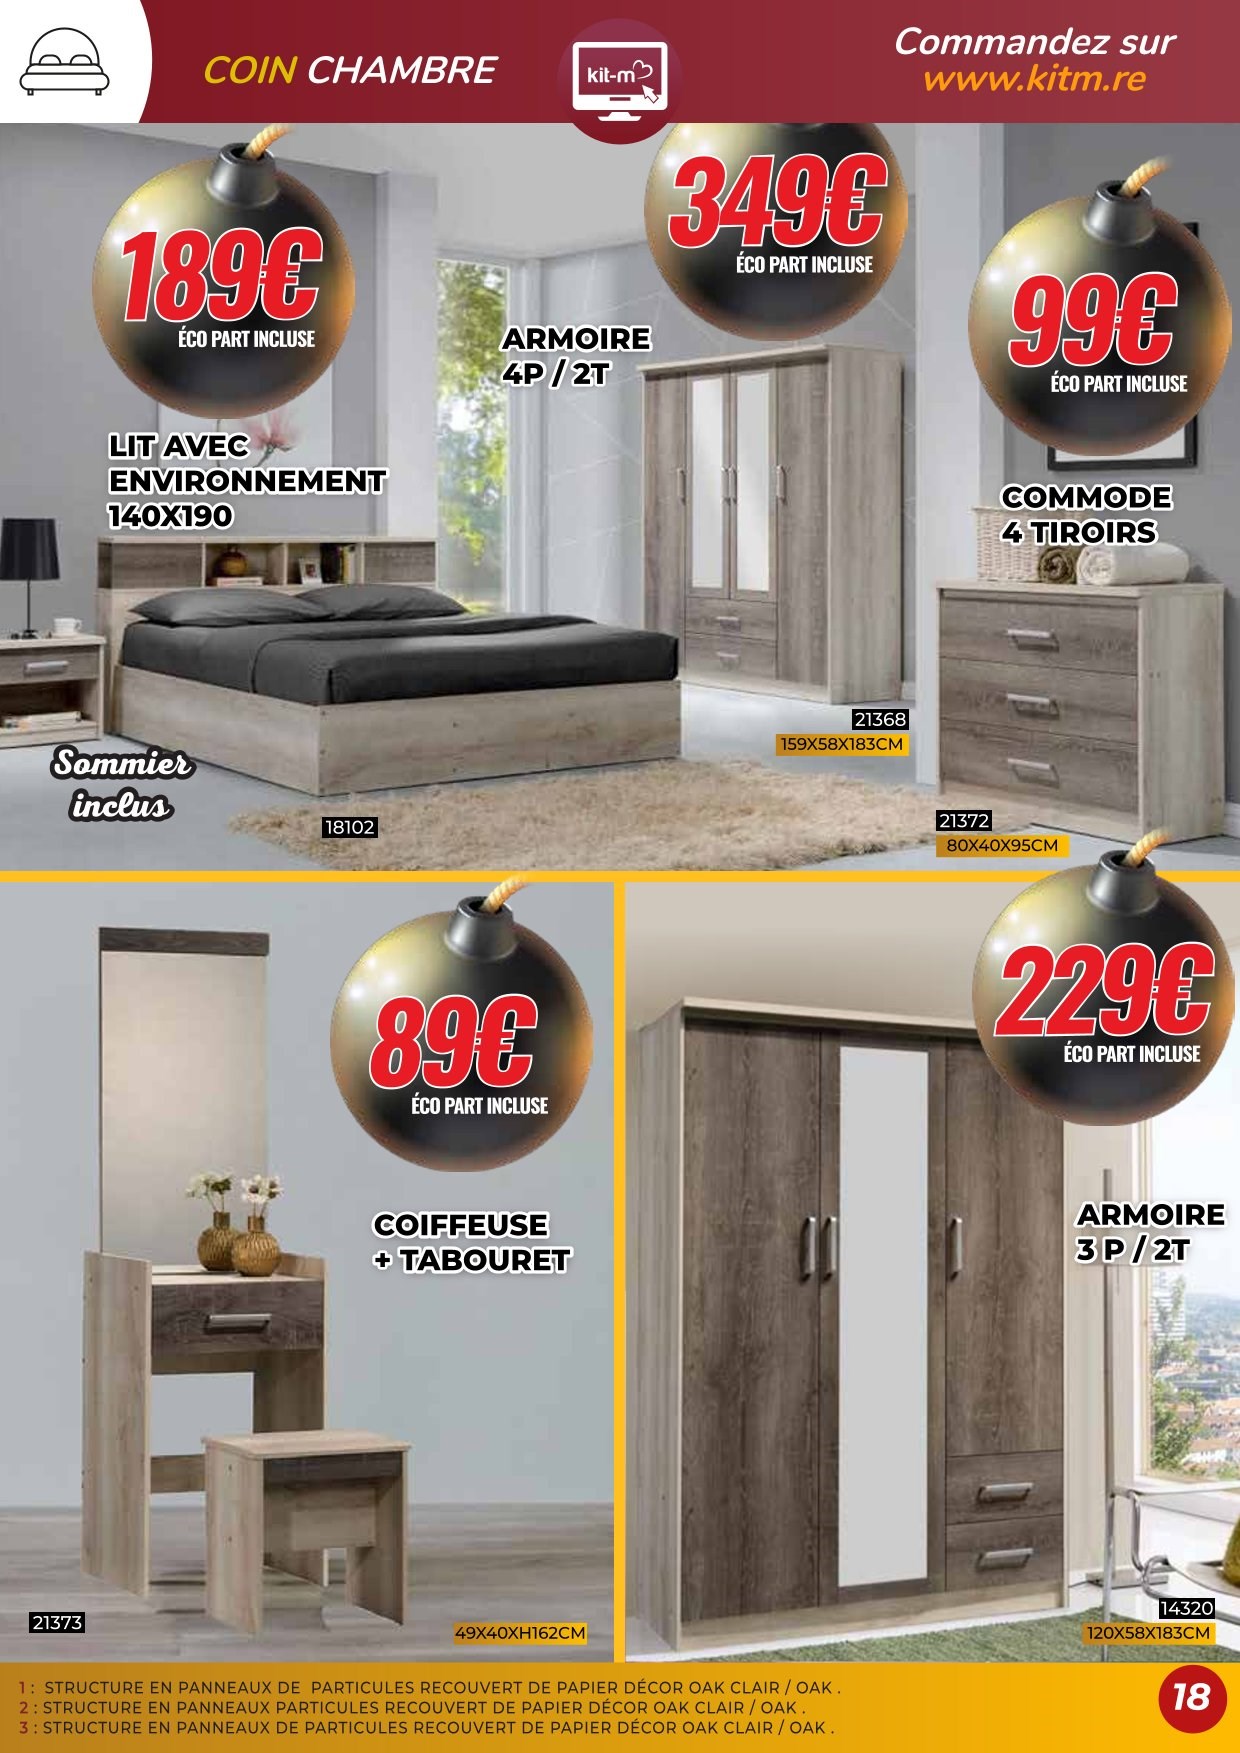 COIN CHAMBRE
kit-m
Commandez sur
www.kitm.re
189€
ÉCO PART INCLUSE
LIT AVEC
ENVIRONNEMENT
140X190
Sommier
inclus
18102
349€
ÉCO PART INCLUSE
ARMOIRE
4P / 2T
21368
159X58X183CM
99€
ÉCO PART INCLUSE
COMMODE
4 TIROIRS
21372
80X40X95CM
89€
ÉCO PART INCLUSE
COIFFEUSE
+ TABOURET
21373
49X40XH162CM
229€
ÉCO PART INCLUSE
ARMOIRE
3 P / 2T
14320
120X58X183CM
1 : STRUCTURE EN PANNEAUX DE PARTICULES RECOUVERT DE PAPIER DÉCOR OAK CLAIR / OAK .
2 : STRUCTURE EN PANNEAUX PARTICULES RECOUVERT DE PAPIER DÉCOR OAK CLAIR / OAK .
3 : STRUCTURE EN PANNEAUX DE PARTICULES RECOUVERT DE PAPIER DÉCOR OAK CLAIR / OAK .
18